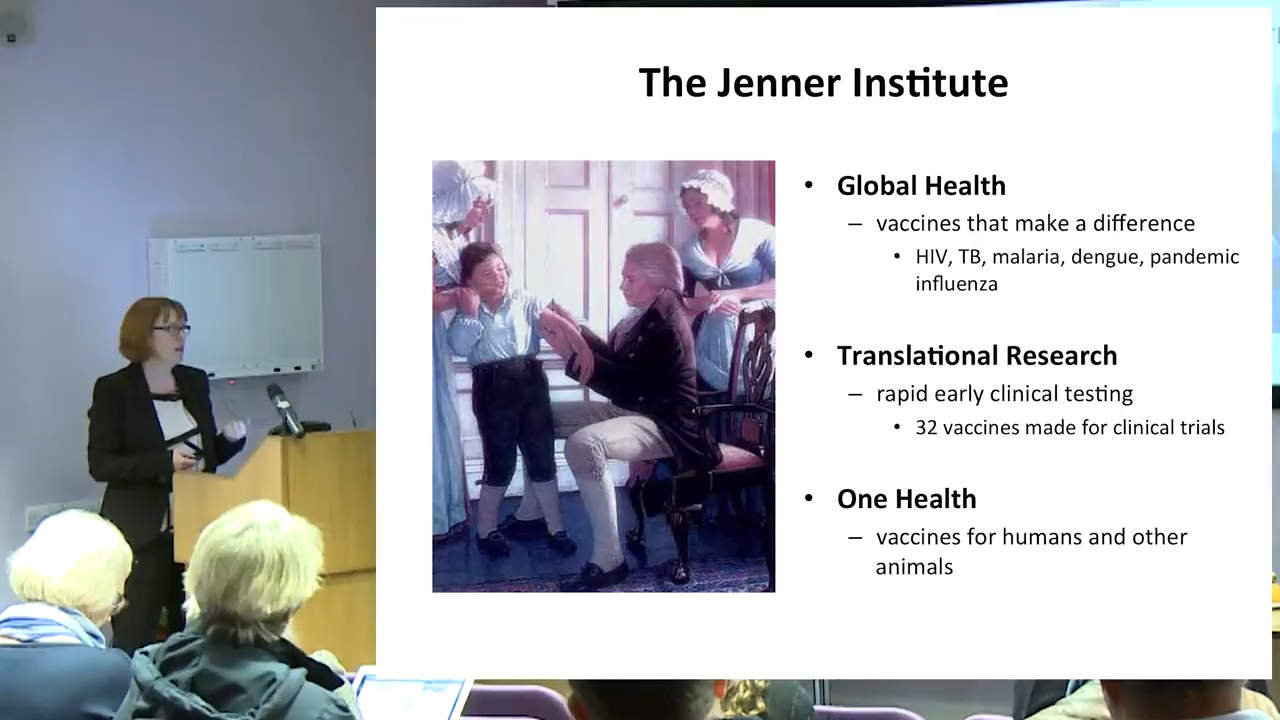 The Jenner Institute
• Global Health
– vaccines that make a difference
• HIV, TB, malaria, dengue, pandemic
influenza
• Translational Research
– rapid early clinical testing
• 32 vaccines made for clinical trials
• One Health
– vaccines for humans and other
animals